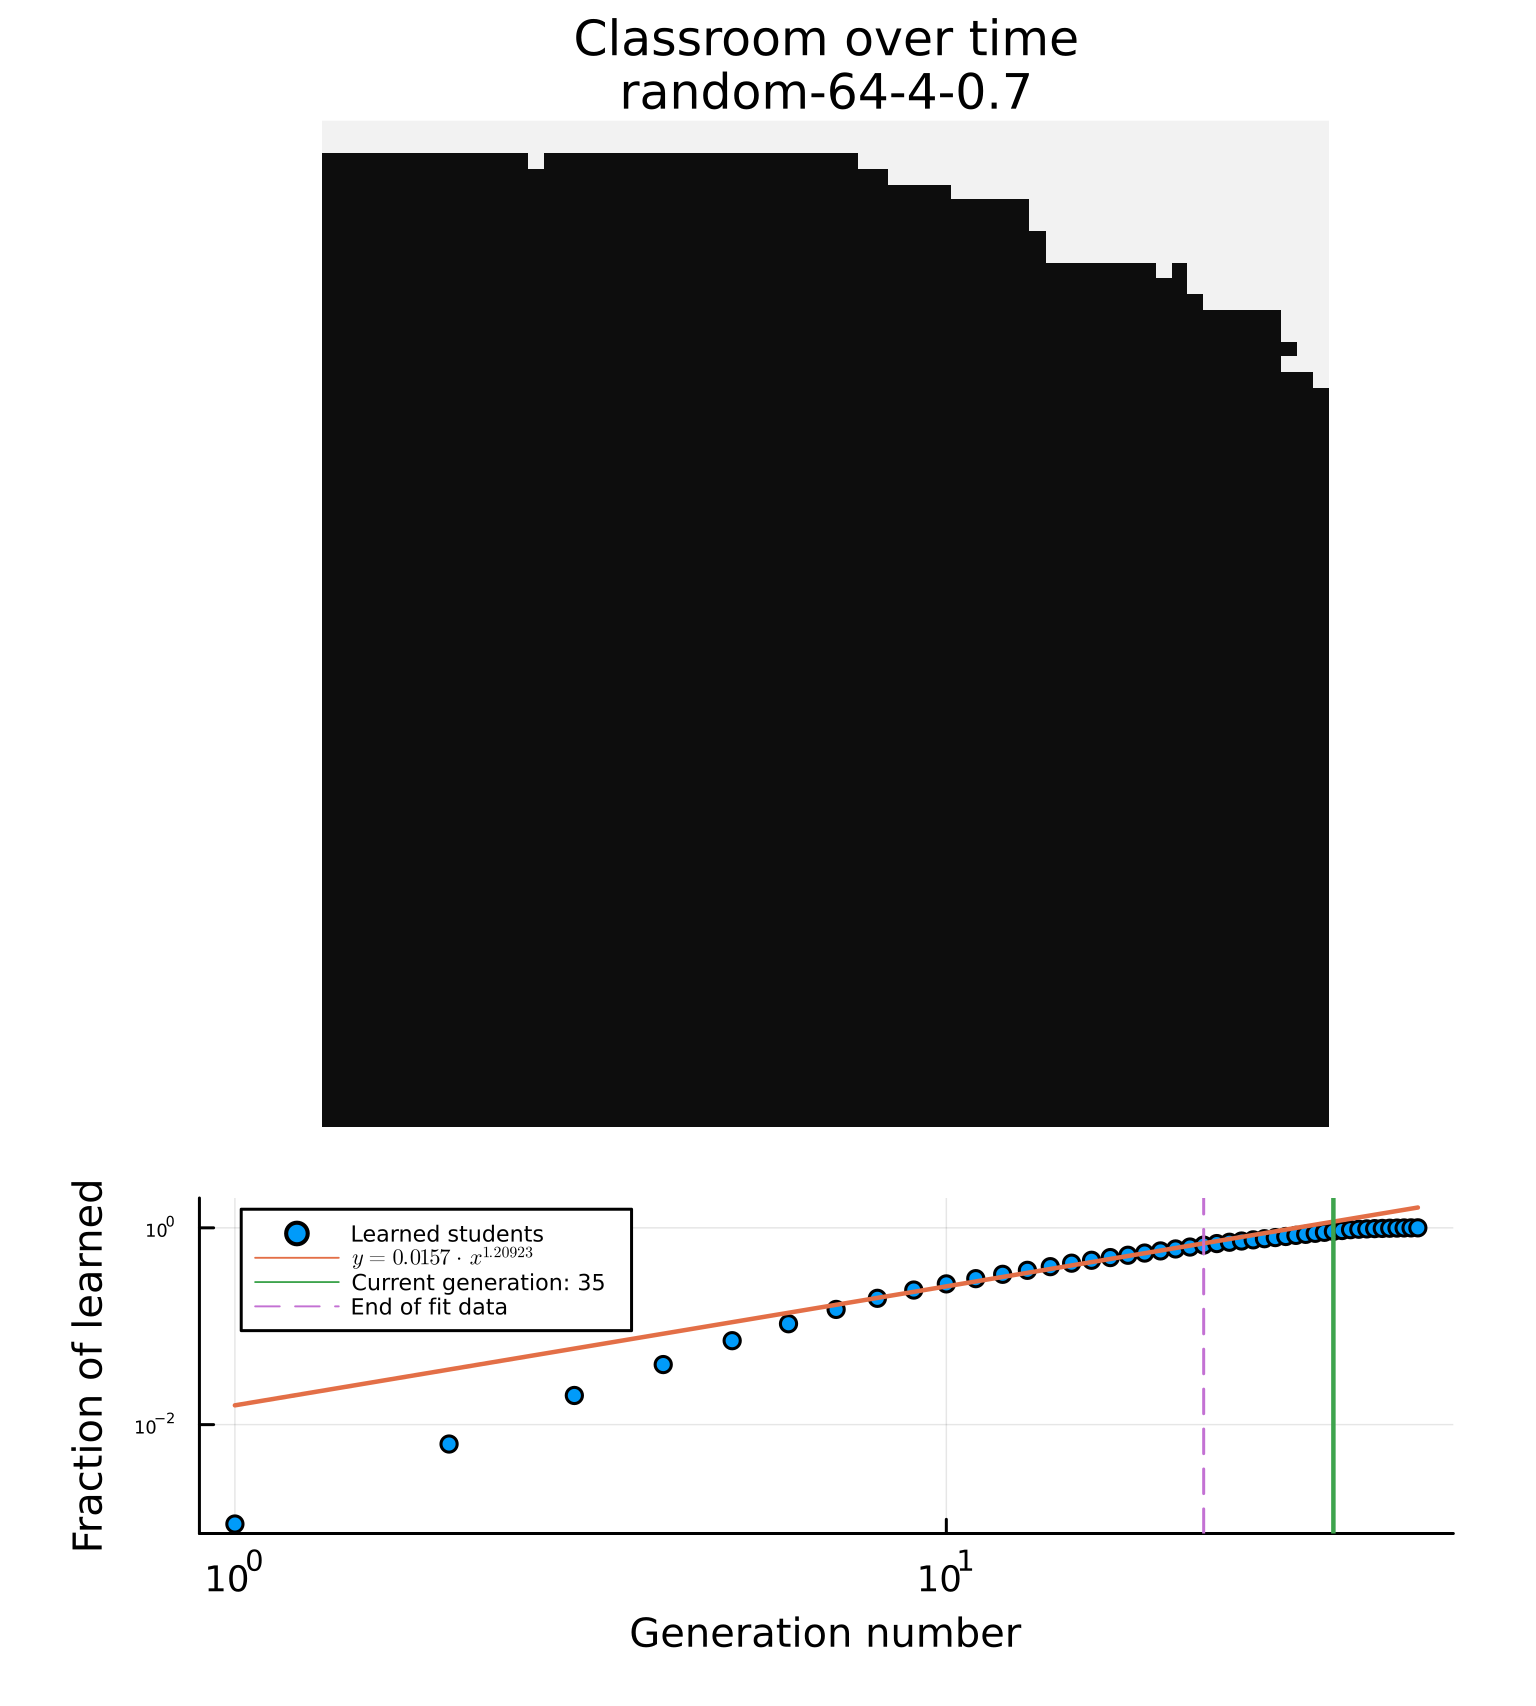 Classroom over time
random-64-4-0.7
Fraction of learned
10^0
10^−2
Learned students
y = 0.0157 · x^1.20923
Current generation: 35
End of fit data
10^0
10^1
Generation number